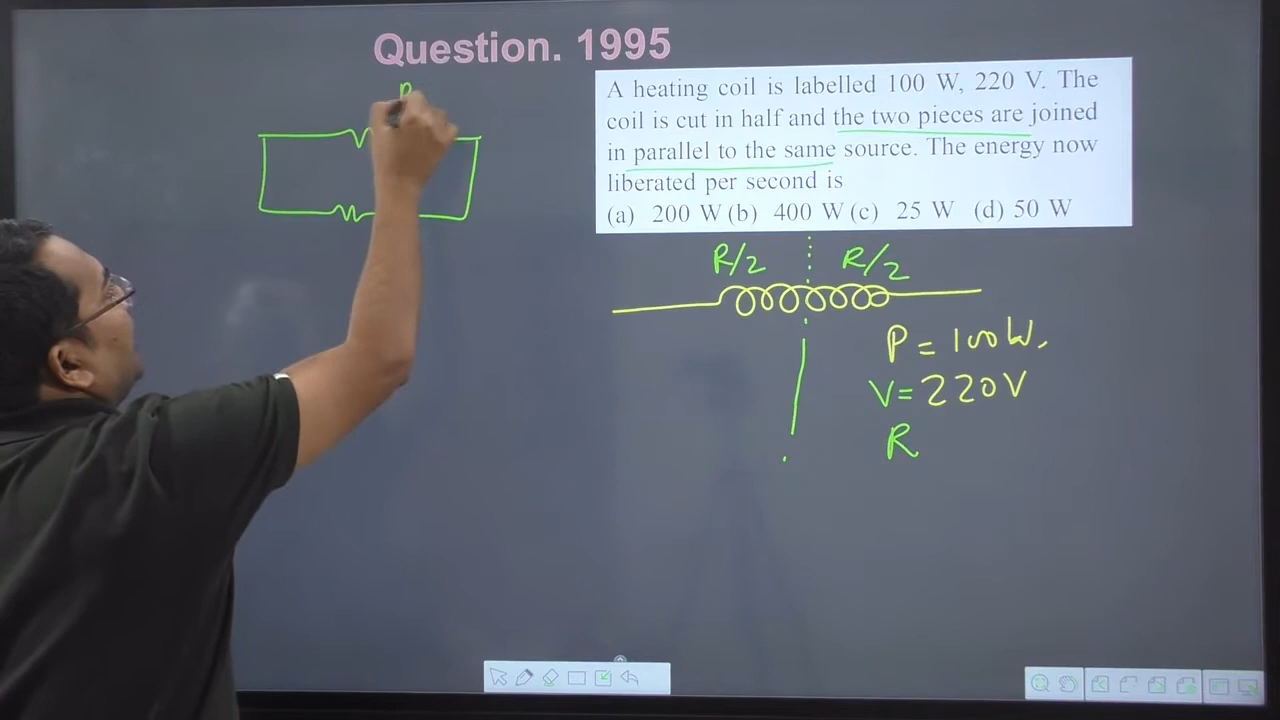 Question. 1995
A heating coil is labelled 100 W, 220 V. The
coil is cut in half and the two pieces are joined
in parallel to the same source. The energy now
liberated per second is
(a) 200 W (b) 400 W (c) 25 W (d) 50 W
R/2 R/2
P = 100W,
V = 220V
R